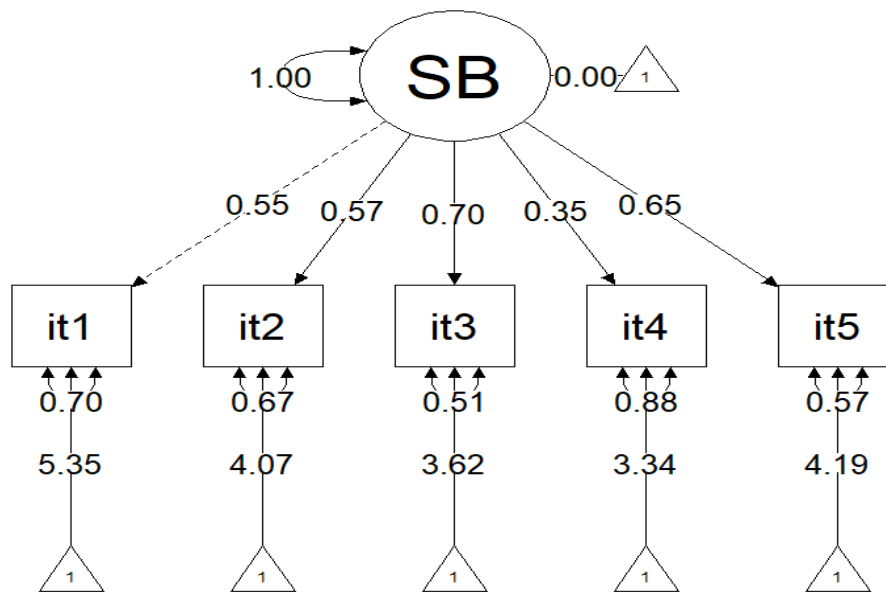 1.00 SB 0.00 1
0.55 0.57 0.70 0.35 0.65
it1 it2 it3 it4 it5
0.70 0.67 0.51 0.88 0.57
5.35 4.07 3.62 3.34 4.19
1 1 1 1 1